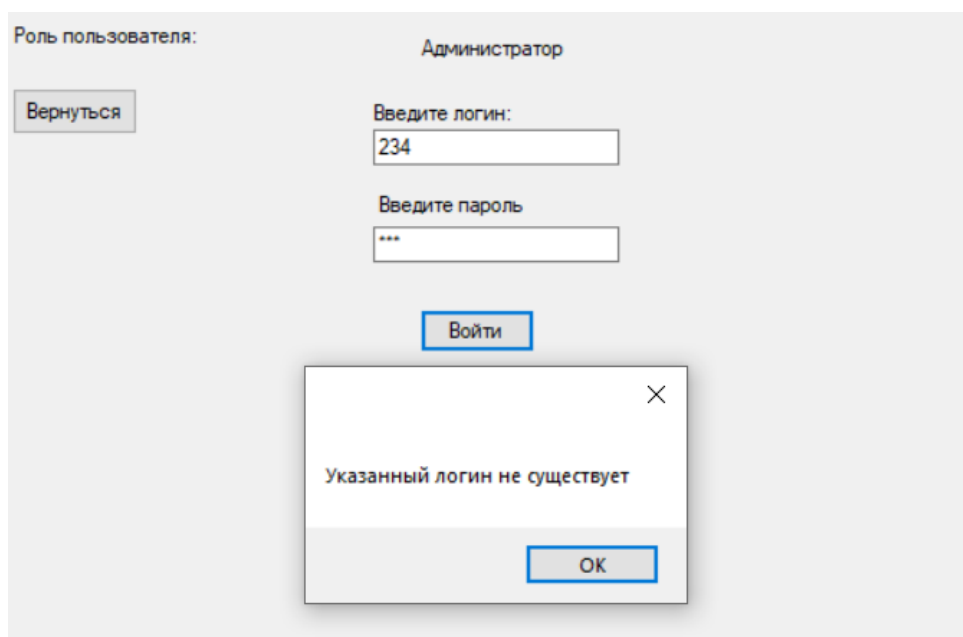 Роль пользователя:
Администратор
Вернуться
Введите логин:
234
Введите пароль
***
Войти
Указанный логин не существует
OK